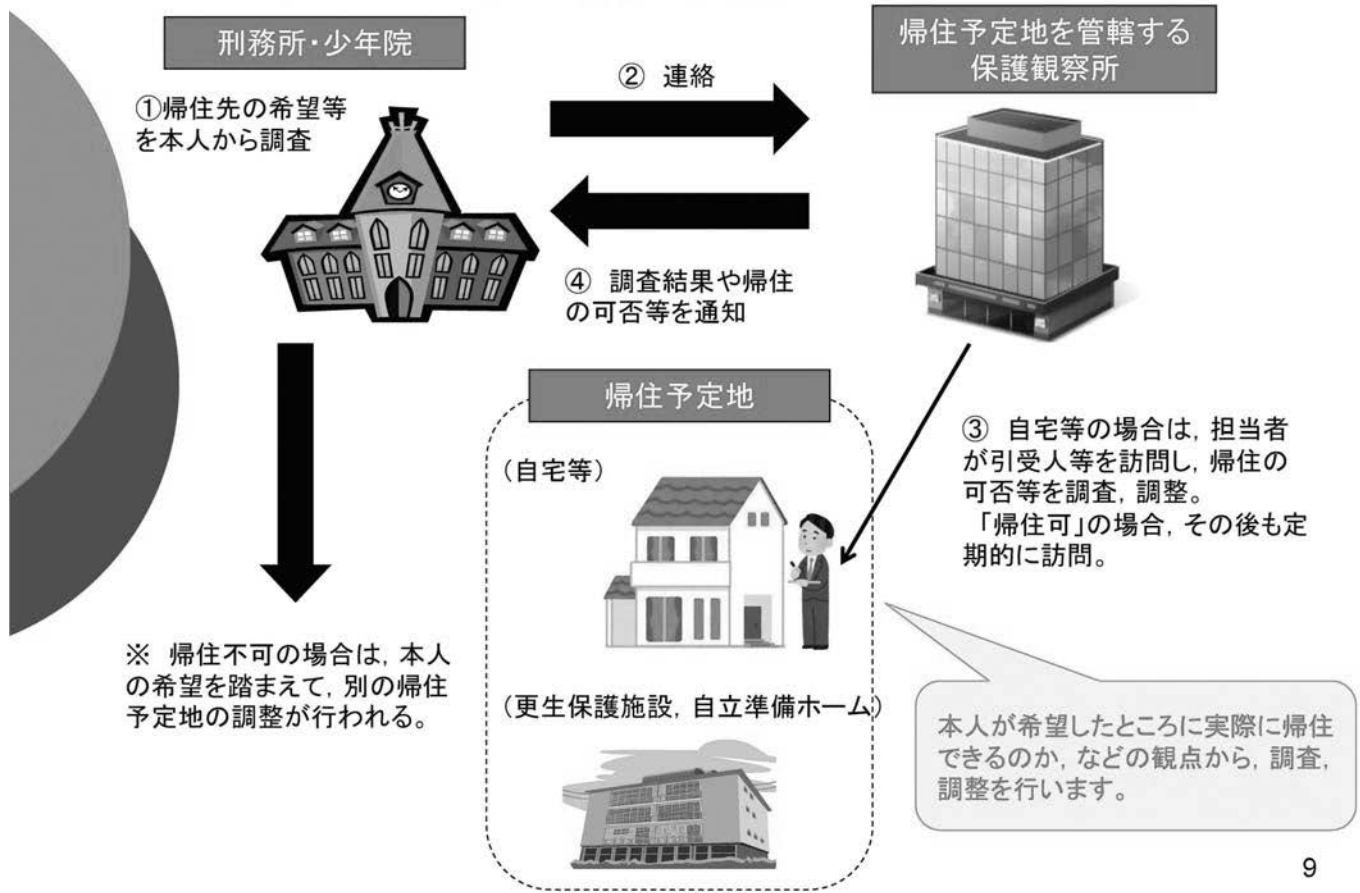 刑務所・少年院
帰住予定地を管轄する
保護観察所
①帰住先の希望等
を本人から調査
② 連絡
④ 調査結果や帰住
の可否等を通知
帰住予定地
(自宅等)
③ 自宅等の場合は,担当者
が引受人等を訪問し,帰住の
可否等を調査,調整。
「帰住可」の場合,その後も定
期的に訪問。
※ 帰住不可の場合は,本人
の希望を踏まえて,別の帰住
予定地の調整が行われる。
(更生保護施設,自立準備ホーム)
本人が希望したところに実際に帰住
できるのか,などの観点から,調査,
調整を行います。
9